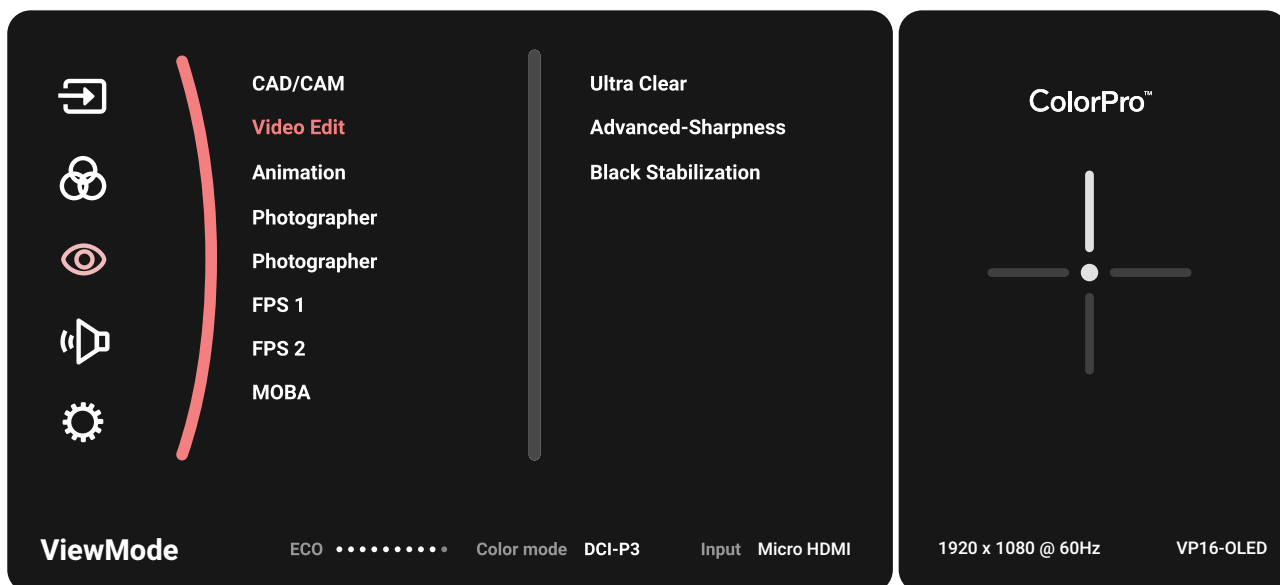 CAD/CAM
Video Edit
Animation
Photographer
Photographer
FPS 1
FPS 2
MOBA
Ultra Clear
Advanced-Sharpness
Black Stabilization
ViewMode
ECO
Color mode DCI-P3
Input Micro HDMI
ColorPro™
1920 x 1080 @ 60Hz
VP16-OLED